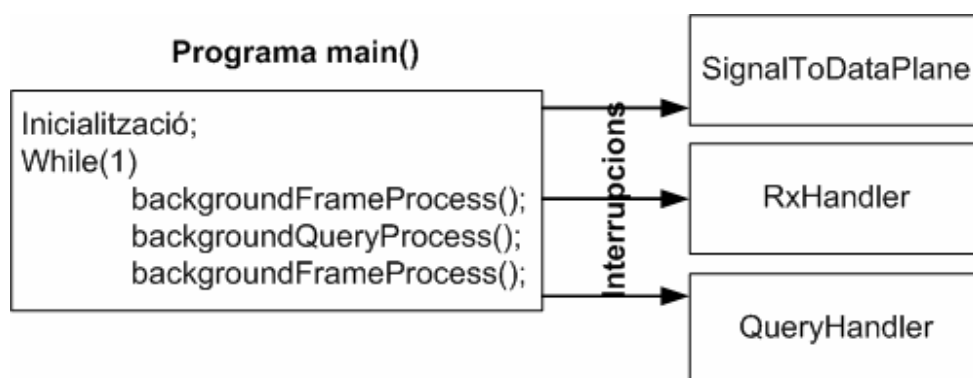 Programa main()
Inicialització;
While(1)
backgroundFrameProcess();
backgroundQueryProcess();
backgroundFrameProcess();
Interrupcions
SignalToDataPlane
RxHandler
QueryHandler